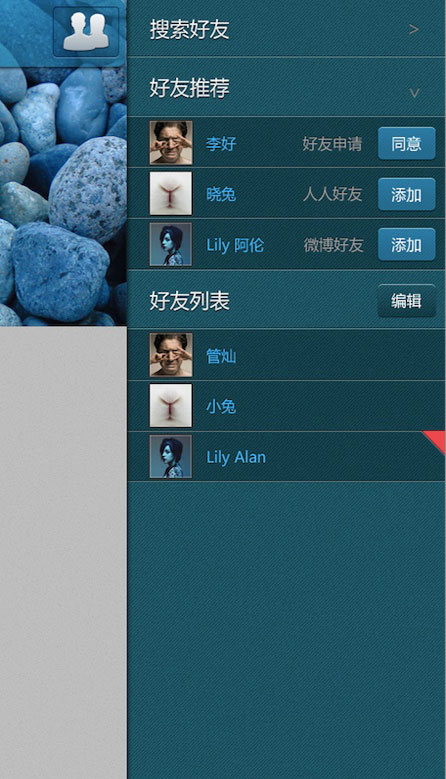 搜索好友 >
好友推荐
李好 好友申请 同意
晓兔 人人好友 添加
Lily 阿伦 微博好友 添加
好友列表 编辑
管灿
小兔
Lily Alan